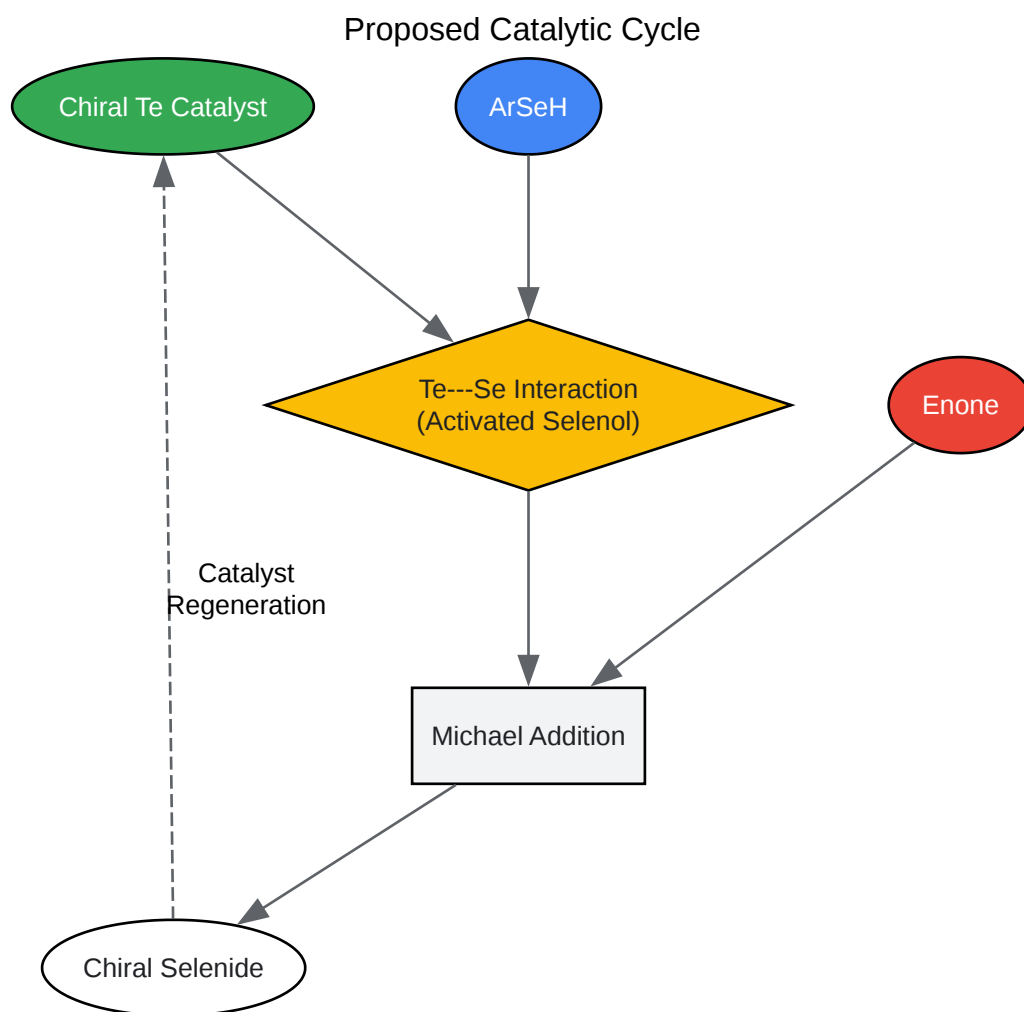 Proposed Catalytic Cycle
Chiral Te Catalyst
ArSeH
Te---Se Interaction
(Activated Selenol)
Enone
Catalyst
Regeneration
Michael Addition
Chiral Selenide